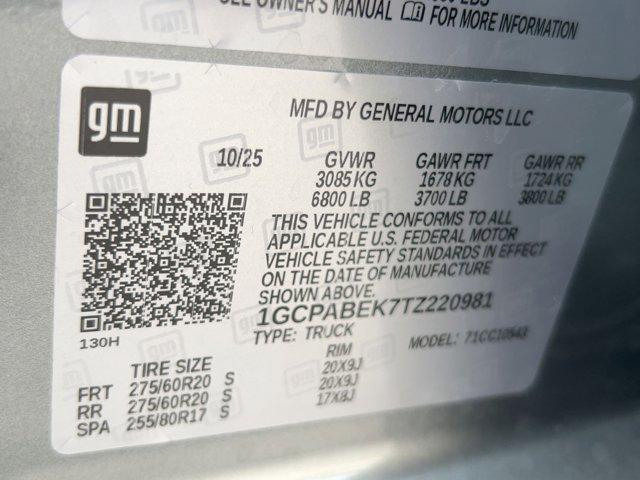 SEE OWNER'S MANUAL FOR MORE INFORMATION
gm
MFD BY GENERAL MOTORS LLC
10/25 GVWR GAWR FRT GAWR RR
3085 KG 1678 KG 1724 KG
6800 LB 3700 LB 3800 LB
THIS VEHICLE CONFORMS TO ALL
APPLICABLE U.S. FEDERAL MOTOR
VEHICLE SAFETY STANDARDS IN EFFECT
ON THE DATE OF MANUFACTURE
SHOWN ABOVE.
1GCPABEK7TZ220981
TYPE: TRUCK MODEL: 71CC10543
130H
TIRE SIZE RIM
FRT 275/60R20 S 20X9J
RR 275/60R20 S 20X9J
SPA 255/80R17 S 17X8J